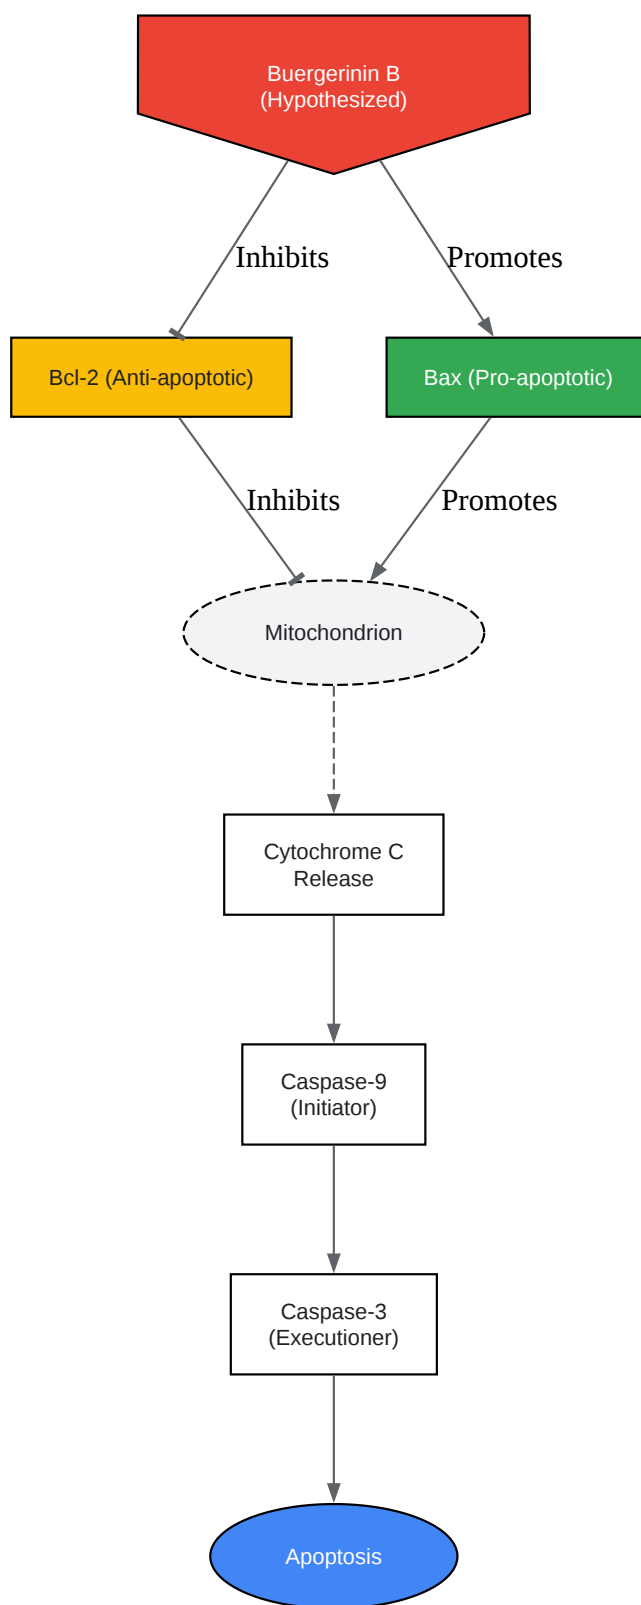 Buergerinin B
(Hypothesized)
Inhibits
Promotes
Bcl-2 (Anti-apoptotic)
Bax (Pro-apoptotic)
Inhibits
Promotes
Mitochondrion
Cytochrome C
Release
Caspase-9
(Initiator)
Caspase-3
(Executioner)
Apoptosis